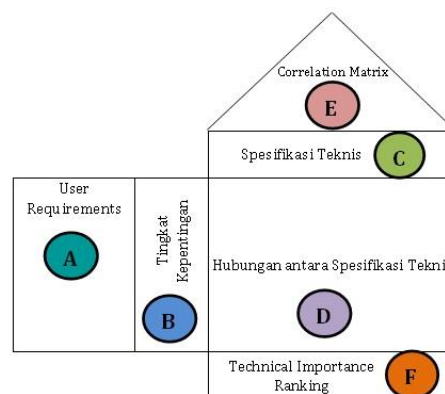 Correlation Matrix
E
Spesifikasi Teknis
C
User
Requirements
A
Tingkat
Kepentingan
B
Hubungan antara Spesifikasi Tekni
D
Technical Importance
Ranking
F